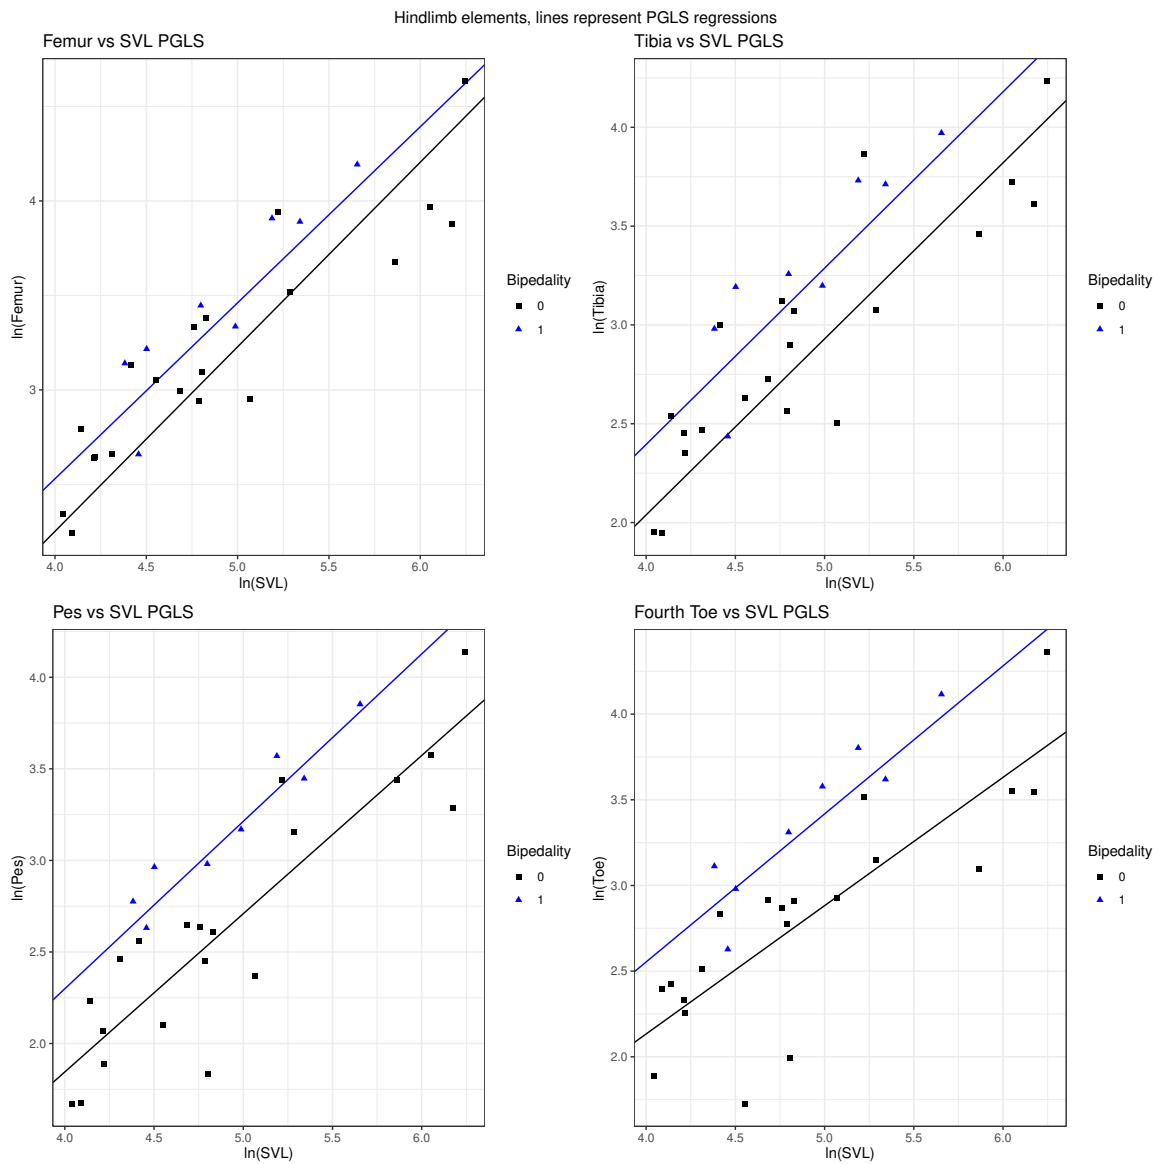 Hindlimb elements, lines represent PGLS regressions
Femur vs SVL PGLS
ln(Femur)
4
3
4.0 4.5 5.0 5.5 6.0
ln(SVL)
Bipedality
0
1
Tibia vs SVL PGLS
ln(Tibia)
4.0
3.5
3.0
2.5
2.0
4.0 4.5 5.0 5.5 6.0
ln(SVL)
Bipedality
0
1
Pes vs SVL PGLS
ln(Pes)
4.0
3.5
3.0
2.5
2.0
4.0 4.5 5.0 5.5 6.0
ln(SVL)
Bipedality
0
1
Fourth Toe vs SVL PGLS
ln(Toe)
4.0
3.5
3.0
2.5
2.0
4.0 4.5 5.0 5.5 6.0
ln(SVL)
Bipedality
0
1